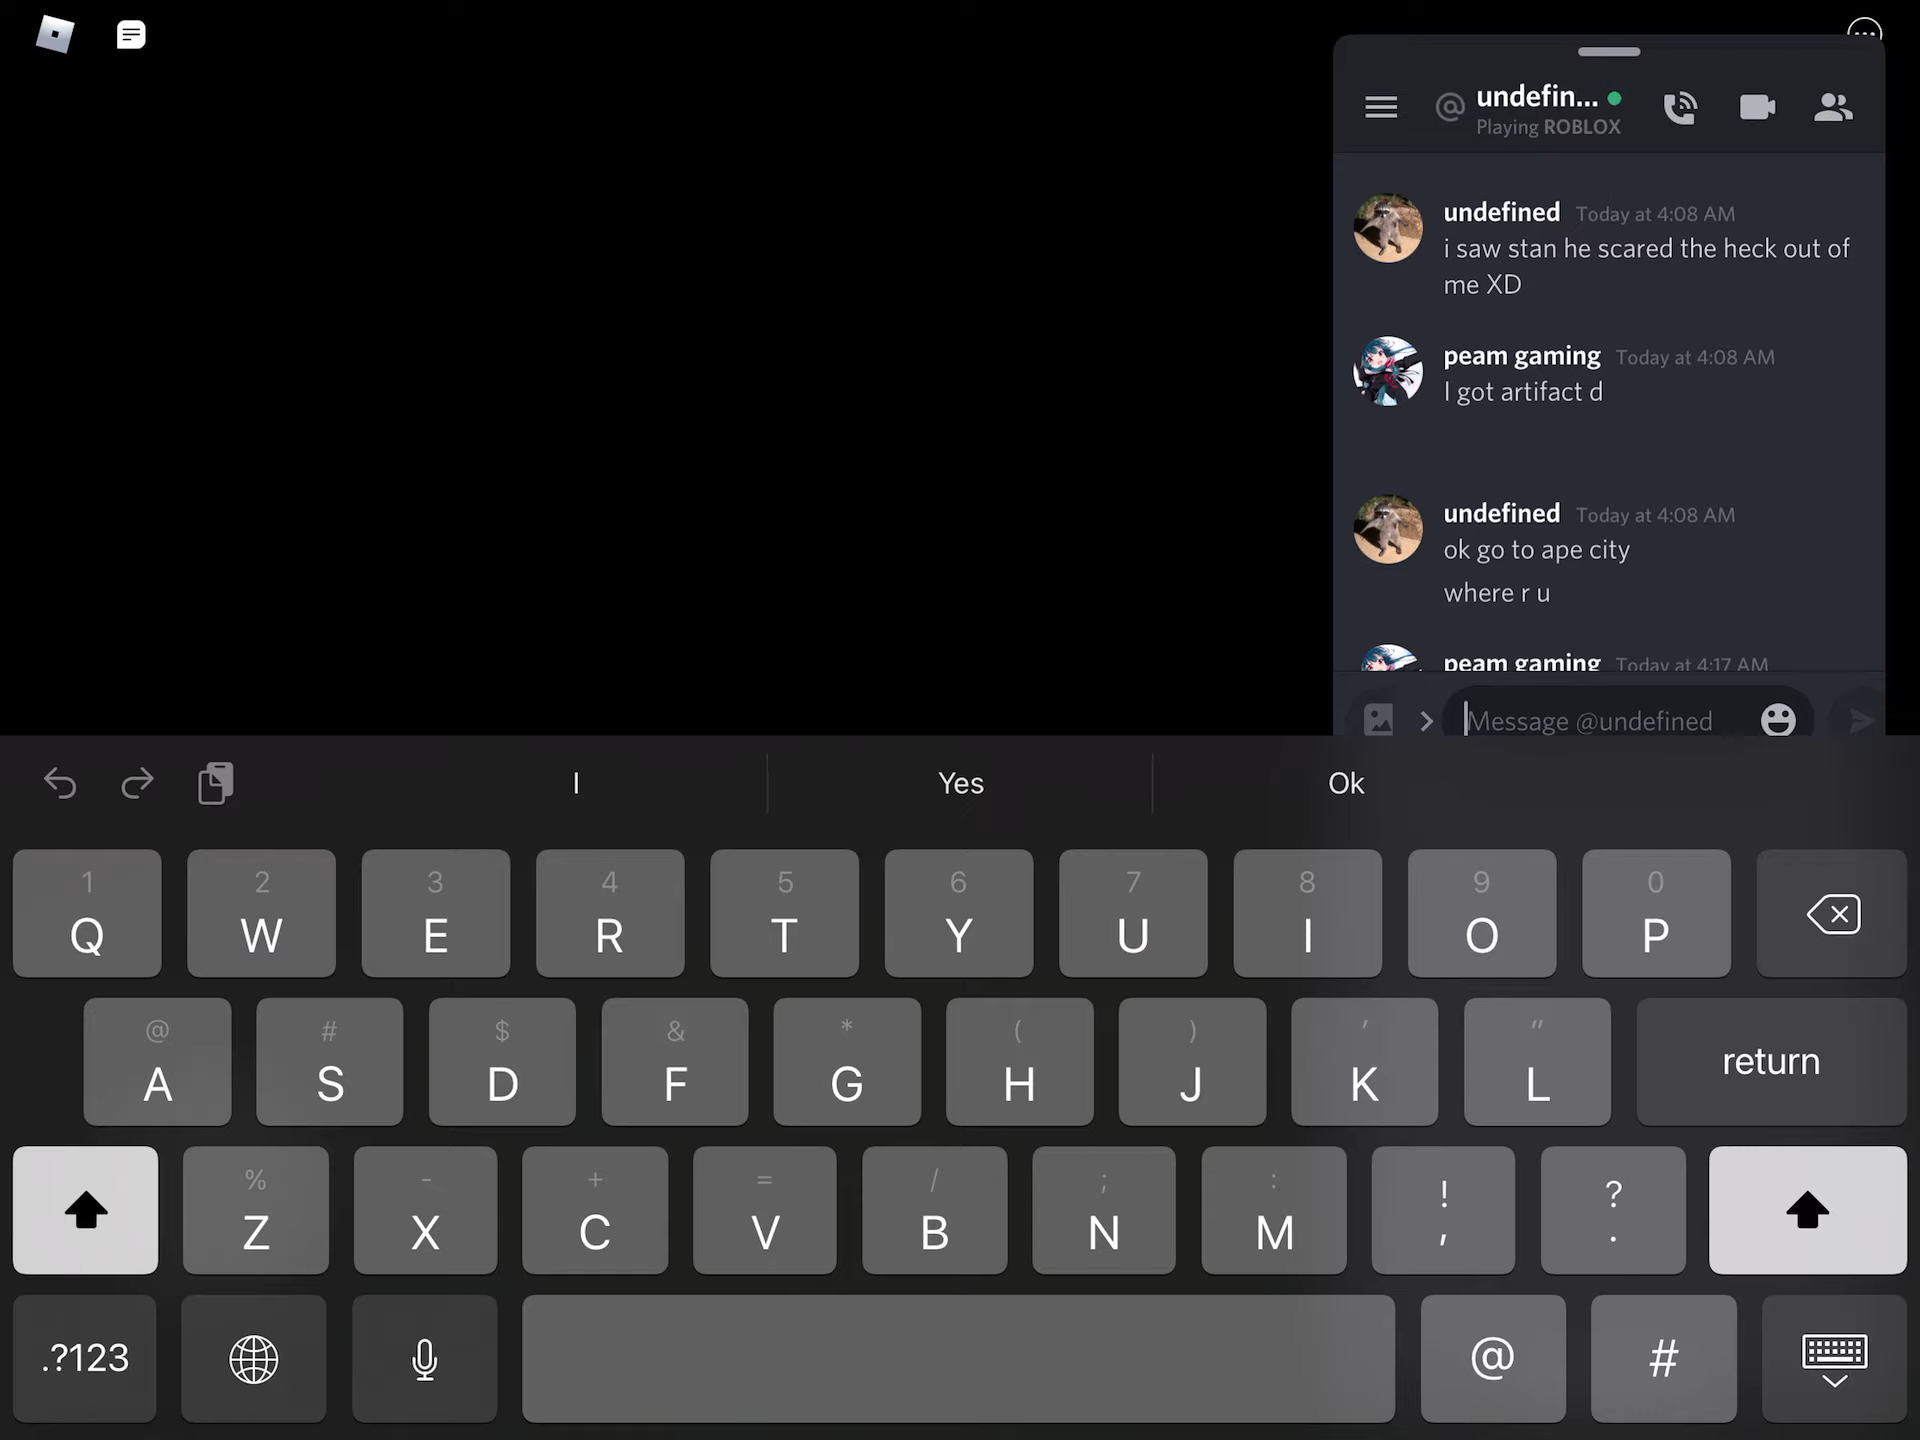 undefin...
Playing ROBLOX
undefined Today at 4:08 AM
i saw stan he scared the heck out of
me XD
peam gaming Today at 4:08 AM
I got artifact d
undefined Today at 4:08 AM
ok go to ape city
where r u
peam gaming Today at 4:17 AM
Message @undefined
I Yes Ok
1 2 3 4 5 6 7 8 9 0
Q W E R T Y U I O P
@ # $ & * ( ) ' "
A S D F G H J K L return
% - + = / ; : ! ?
Z X C V B N M , .
.?123 @ #